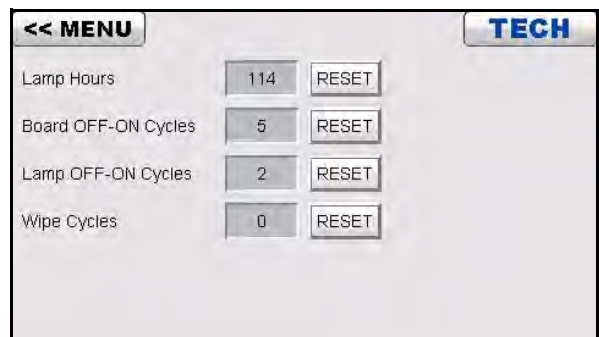 << MENU TECH
Lamp Hours 114 RESET
Board OFF-ON Cycles 5 RESET
Lamp OFF-ON Cycles 2 RESET
Wipe Cycles 0 RESET